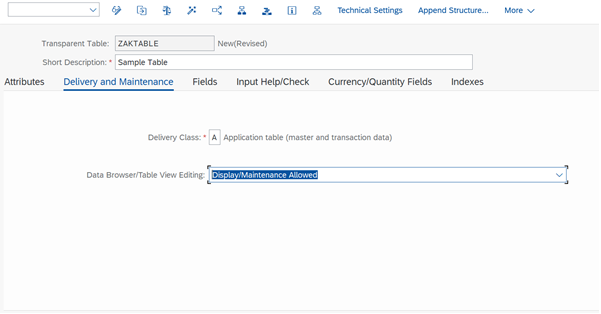 Technical Settings Append Structure... More
Transparent Table: ZAKTABLE New(Revised)
Short Description: * Sample Table
Attributes Delivery and Maintenance Fields Input Help/Check Currency/Quantity Fields Indexes
Delivery Class: * A Application table (master and transaction data)
Data Browser/Table View Editing: Display/Maintenance Allowed